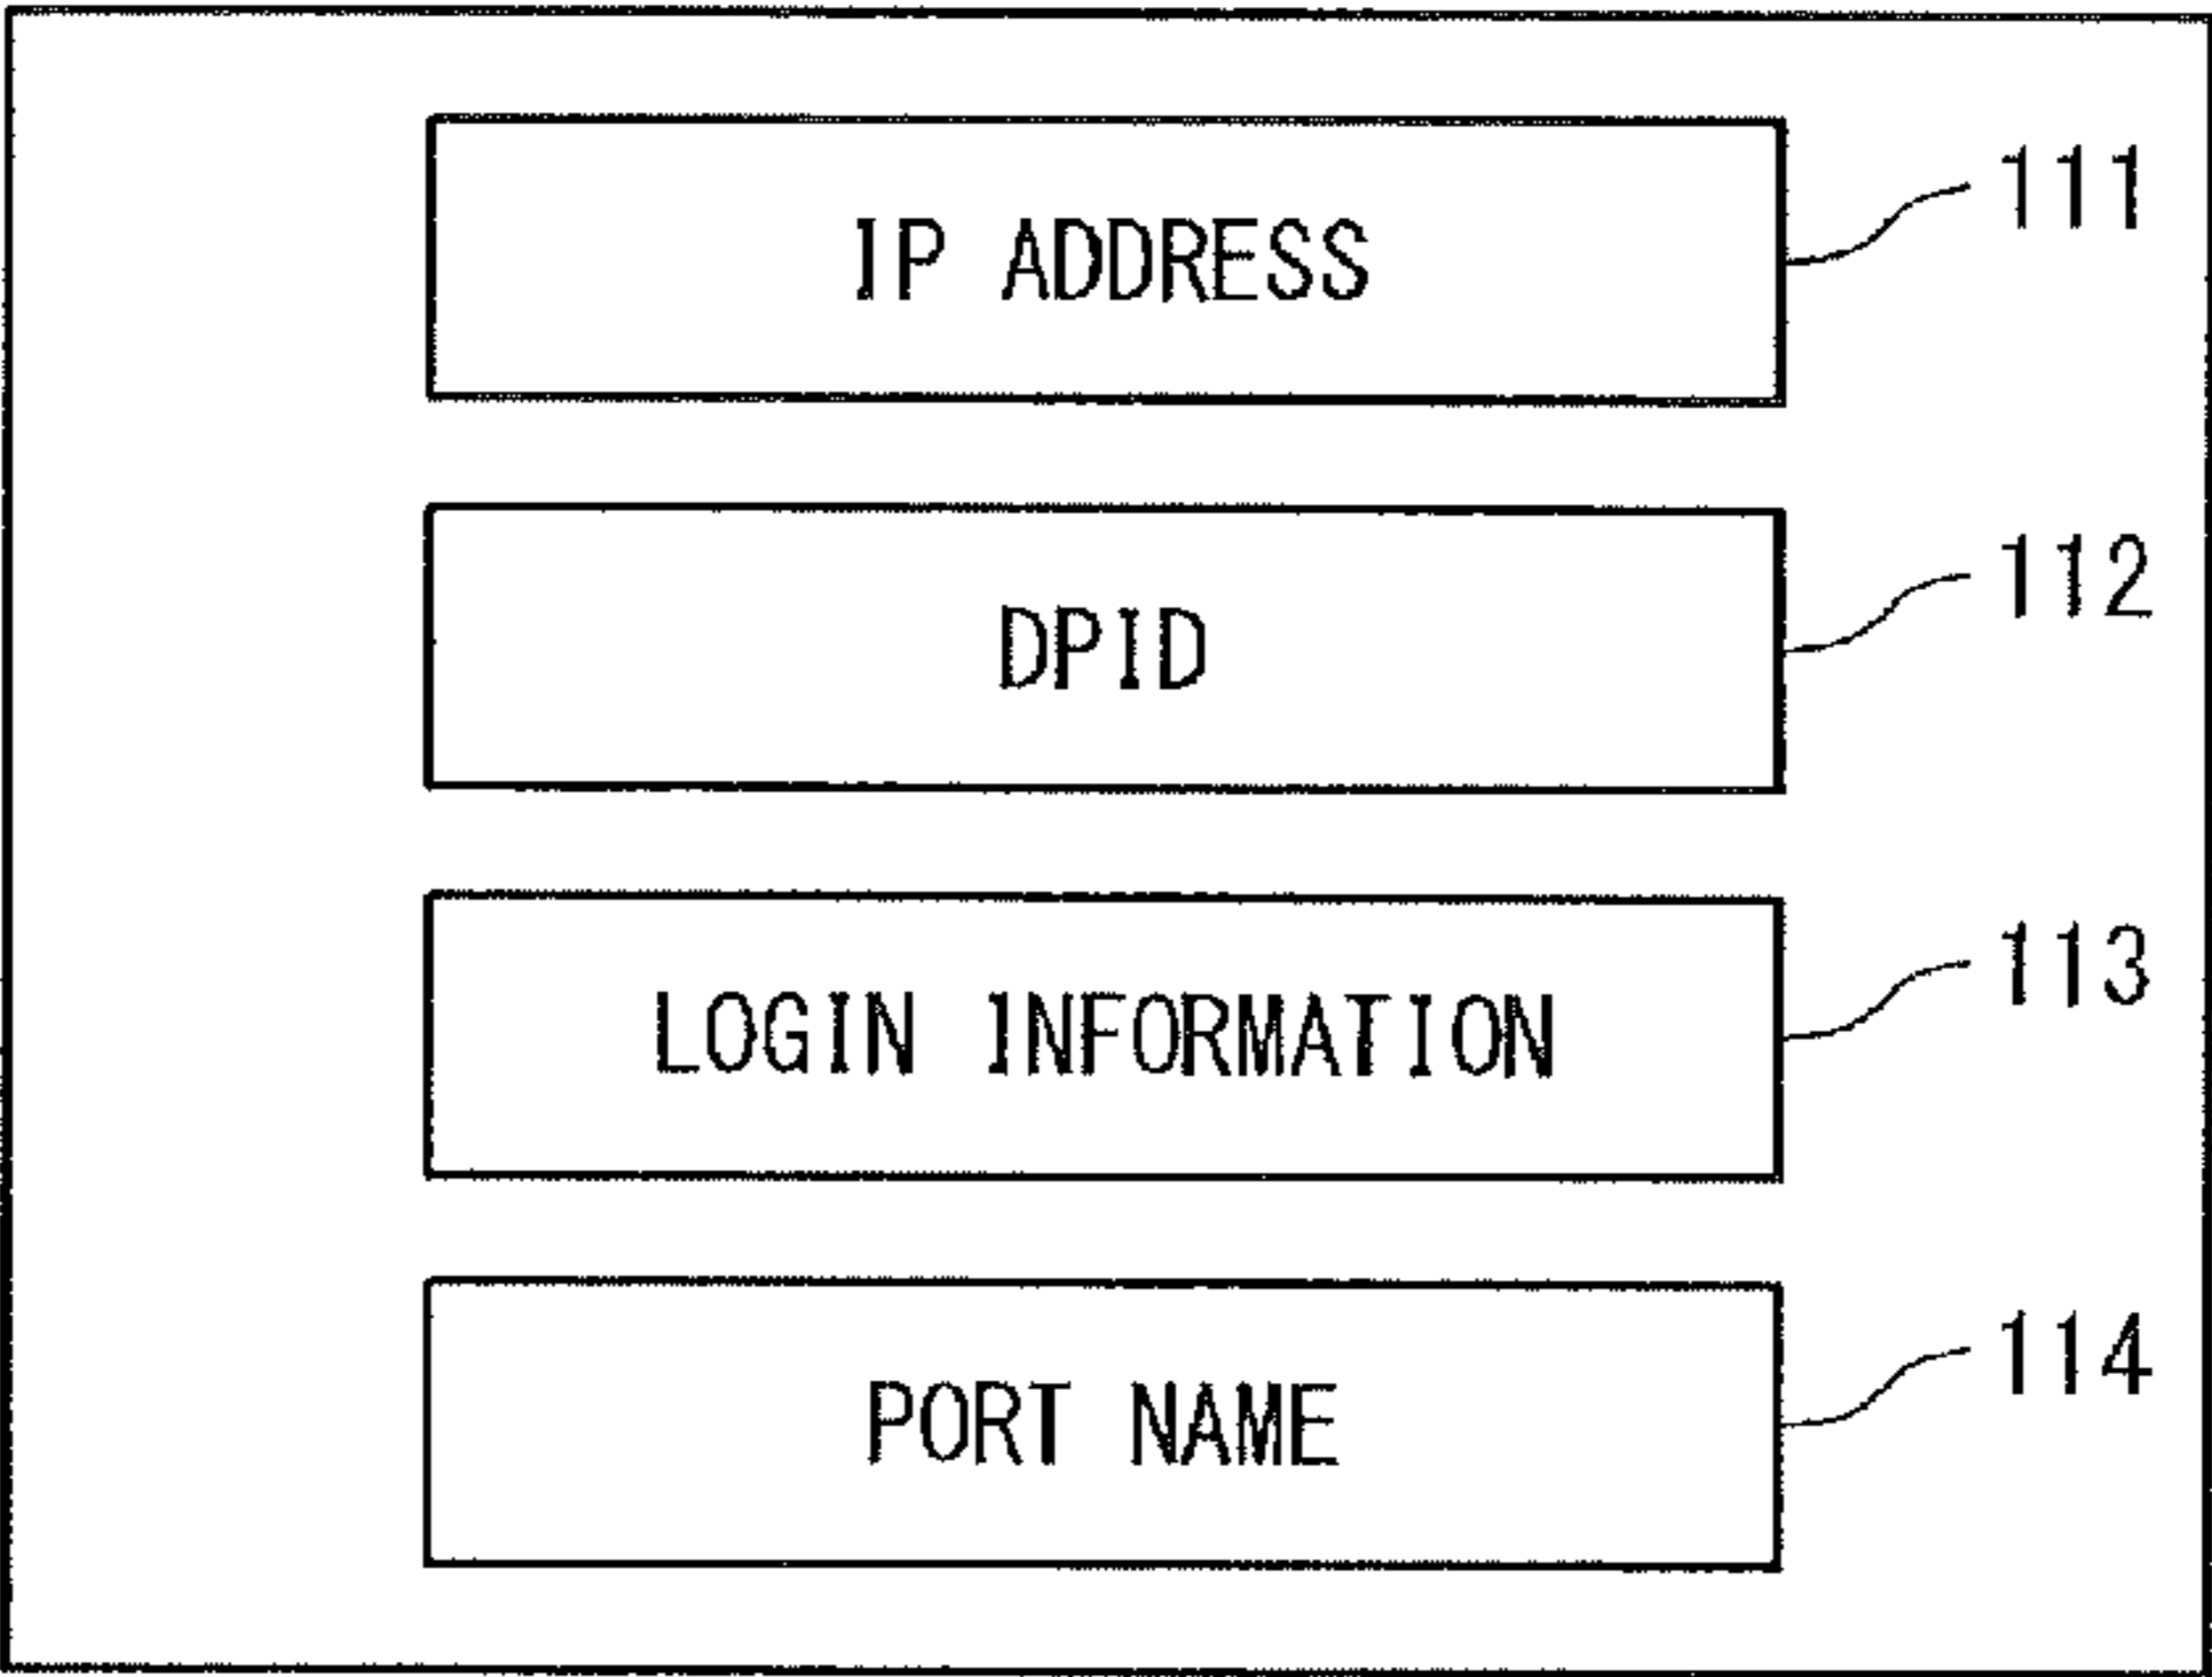 IP ADDRESS 111
DPID 112
LOGIN INFORMATION 113
PORT NAME 114